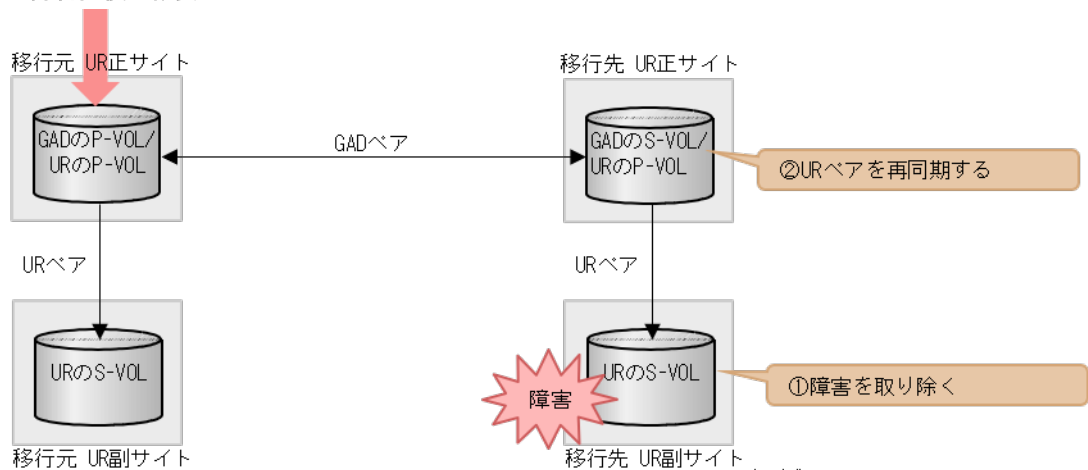 移行元 UR正サイト
移行先 UR正サイト
GADのP-VOL/
URのP-VOL
GADペア
GADのS-VOL/
URのP-VOL
②URペアを再同期する
URペア
URペア
URのS-VOL
障害
URのS-VOL
①障害を取り除く
移行元 UR副サイト
移行先 UR副サイト